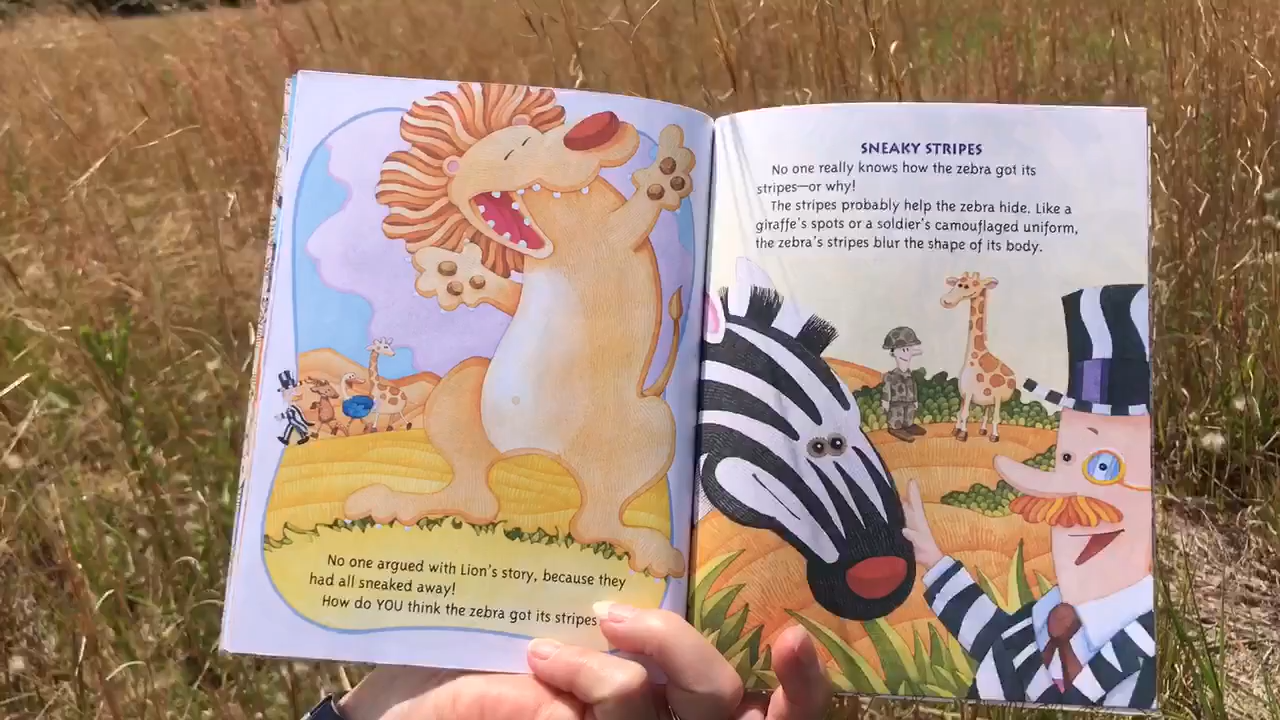 No one argued with Lion's story, because they
had all sneaked away!
How do YOU think the zebra got its stripes
SNEAKY STRIPES
No one really knows how the zebra got its
stripes—or why!
The stripes probably help the zebra hide. Like a
giraffe's spots or a soldier's camouflaged uniform,
the zebra's stripes blur the shape of its body.